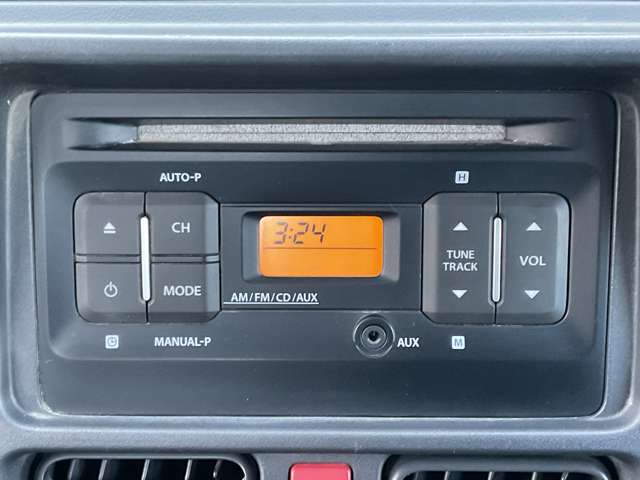 AUTO-P
H
CH
3:24
TUNE
TRACK
VOL
MODE
AM/FM/CD/AUX
MANUAL-P
AUX
M